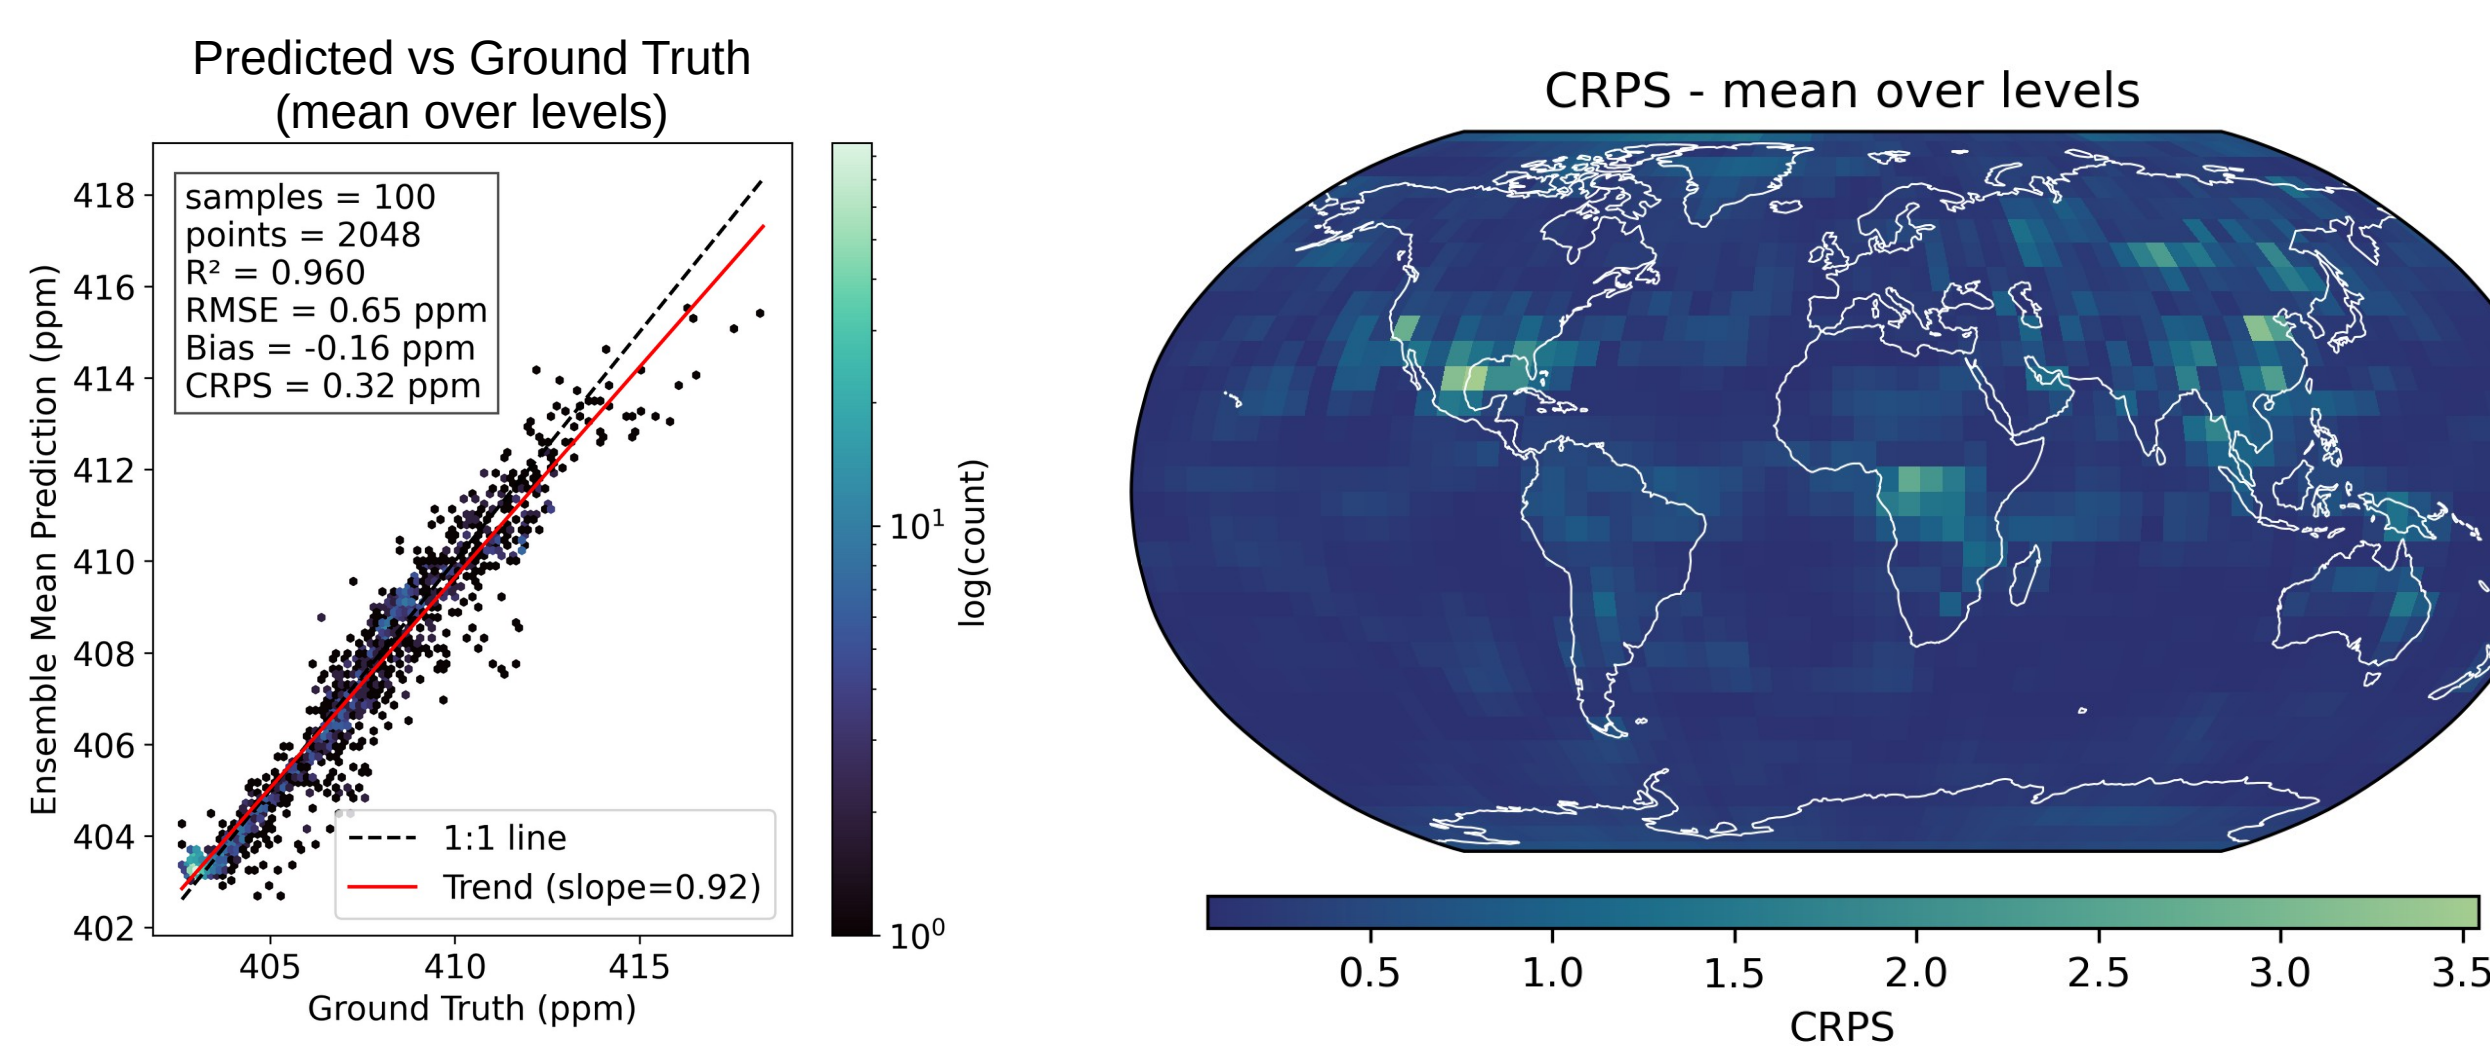 Predicted vs Ground Truth
(mean over levels)
samples = 100
points = 2048
R² = 0.960
RMSE = 0.65 ppm
Bias = -0.16 ppm
CRPS = 0.32 ppm
418
416
414
412
410
408
406
404
402
Ensemble Mean Prediction (ppm)
1:1 line
Trend (slope=0.92)
405 410 415
Ground Truth (ppm)
10¹
10⁰
log(count)
CRPS - mean over levels
0.5 1.0 1.5 2.0 2.5 3.0 3.5
CRPS